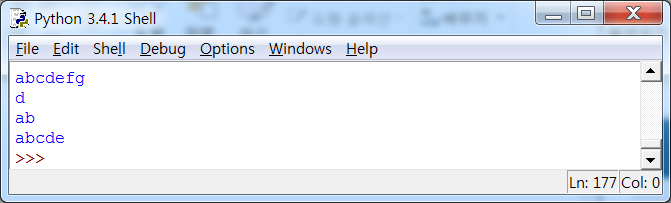 Python 3.4.1 Shell
File Edit Shell Debug Options Windows Help
abcdefg
d
ab
abcde
>>>
Ln: 177 Col: 0